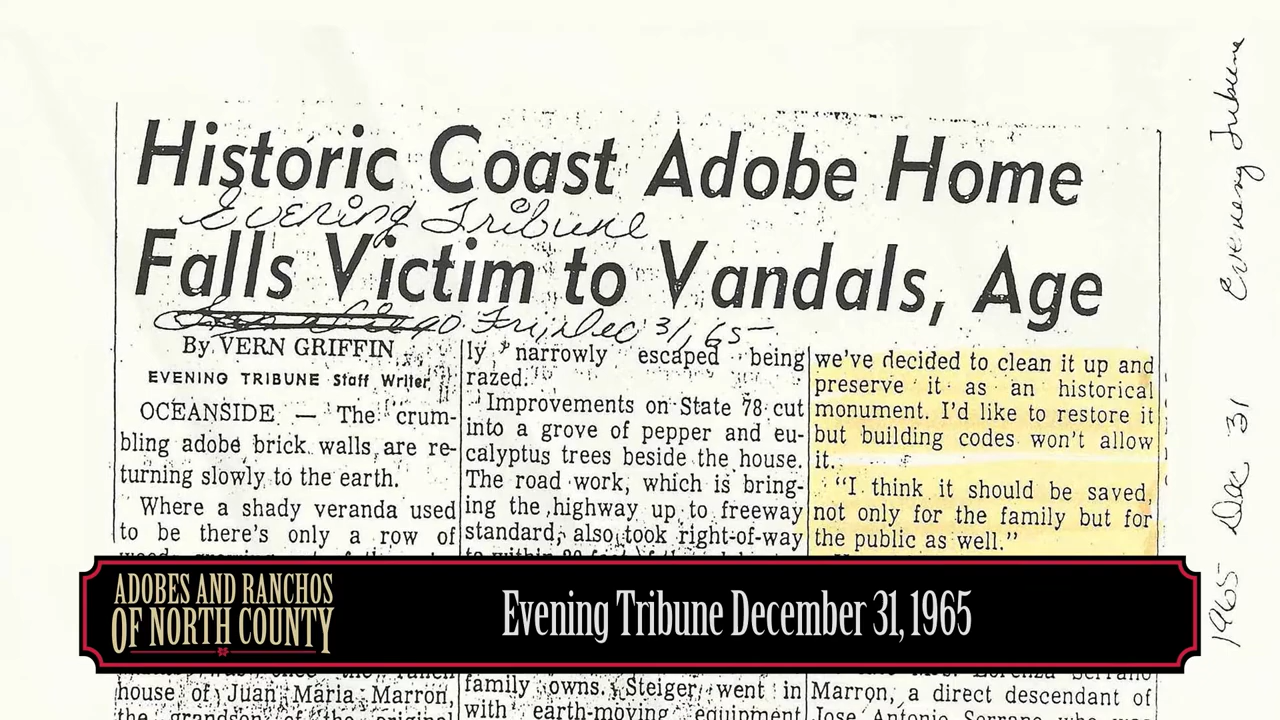 Historic Coast Adobe Home
Evening Tribune
Falls Victim to Vandals, Age
Fri, Dec 31, 65
By VERN GRIFFIN
EVENING TRIBUNE Staff Writer
OCEANSIDE — The crum-
bling adobe brick walls are re-
turning slowly to the earth.
Where a shady veranda used
to be there's only a row of
house of Juan Maria Marron,
the grandson of the original
ly narrowly escaped being
razed.
Improvements on State 78 cut
into a grove of pepper and eu-
calyptus trees beside the house.
The road work, which is bring-
ing the highway up to freeway
standard, also took right-of-way
family owns. Steiger went in
with earth-moving equipment
we've decided to clean it up and
preserve it as an historical
monument. I'd like to restore it
but building codes won't allow
it.
"I think it should be saved,
not only for the family but for
the public as well."
Marron, a direct descendant of
Jose Antonio Serrano who was
1965 Dec 31 Evening Tribune
ADOBES AND RANCHOS
OF NORTH COUNTY
Evening Tribune December 31, 1965